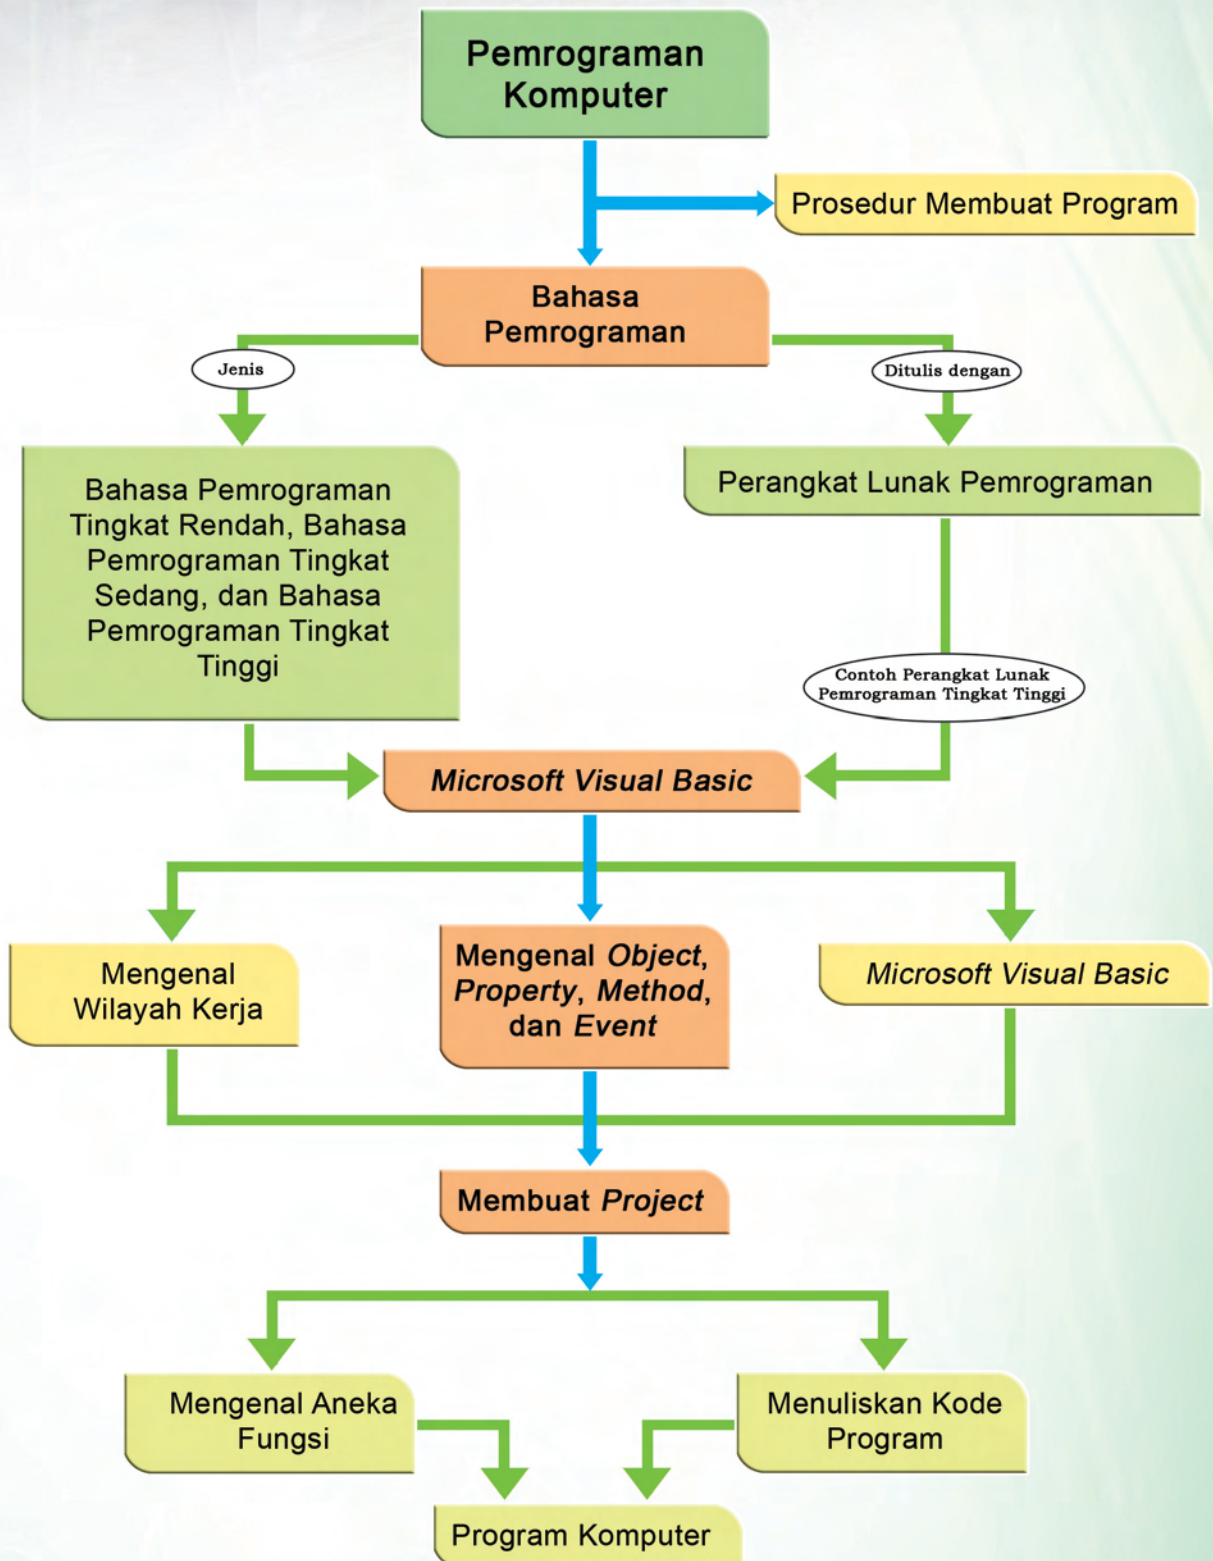 Pemrograman
Komputer
Prosedur Membuat Program
Bahasa
Pemrograman
Jenis
Ditulis dengan
Bahasa Pemrograman
Tingkat Rendah, Bahasa
Pemrograman Tingkat
Sedang, dan Bahasa
Pemrograman Tingkat
Tinggi
Perangkat Lunak Pemrograman
Contoh Perangkat Lunak
Pemrograman Tingkat Tinggi
Microsoft Visual Basic
Mengenal
Wilayah Kerja
Mengenal Object,
Property, Method,
dan Event
Microsoft Visual Basic
Membuat Project
Mengenal Aneka
Fungsi
Menuliskan Kode
Program
Program Komputer